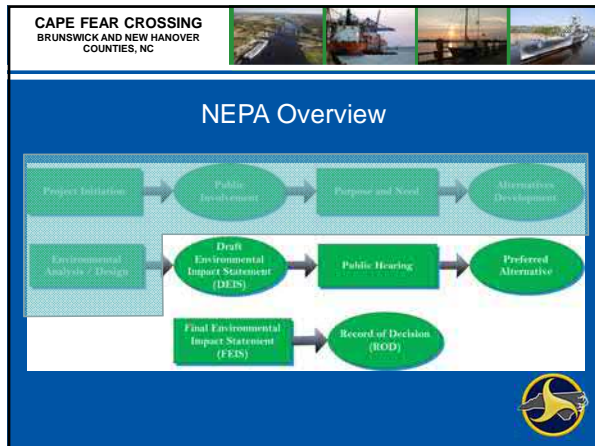 CAPE FEAR CROSSING
BRUNSWICK AND NEW HANOVER
COUNTIES, NC
NEPA Overview
Project Initiation
Public
Involvement
Purpose and Need
Alternatives
Development
Environmental
Analysis / Design
Draft
Environmental
Impact Statement
(DEIS)
Public Hearing
Preferred
Alternative
Final Environmental
Impact Statement
(FEIS)
Record of Decision
(ROD)